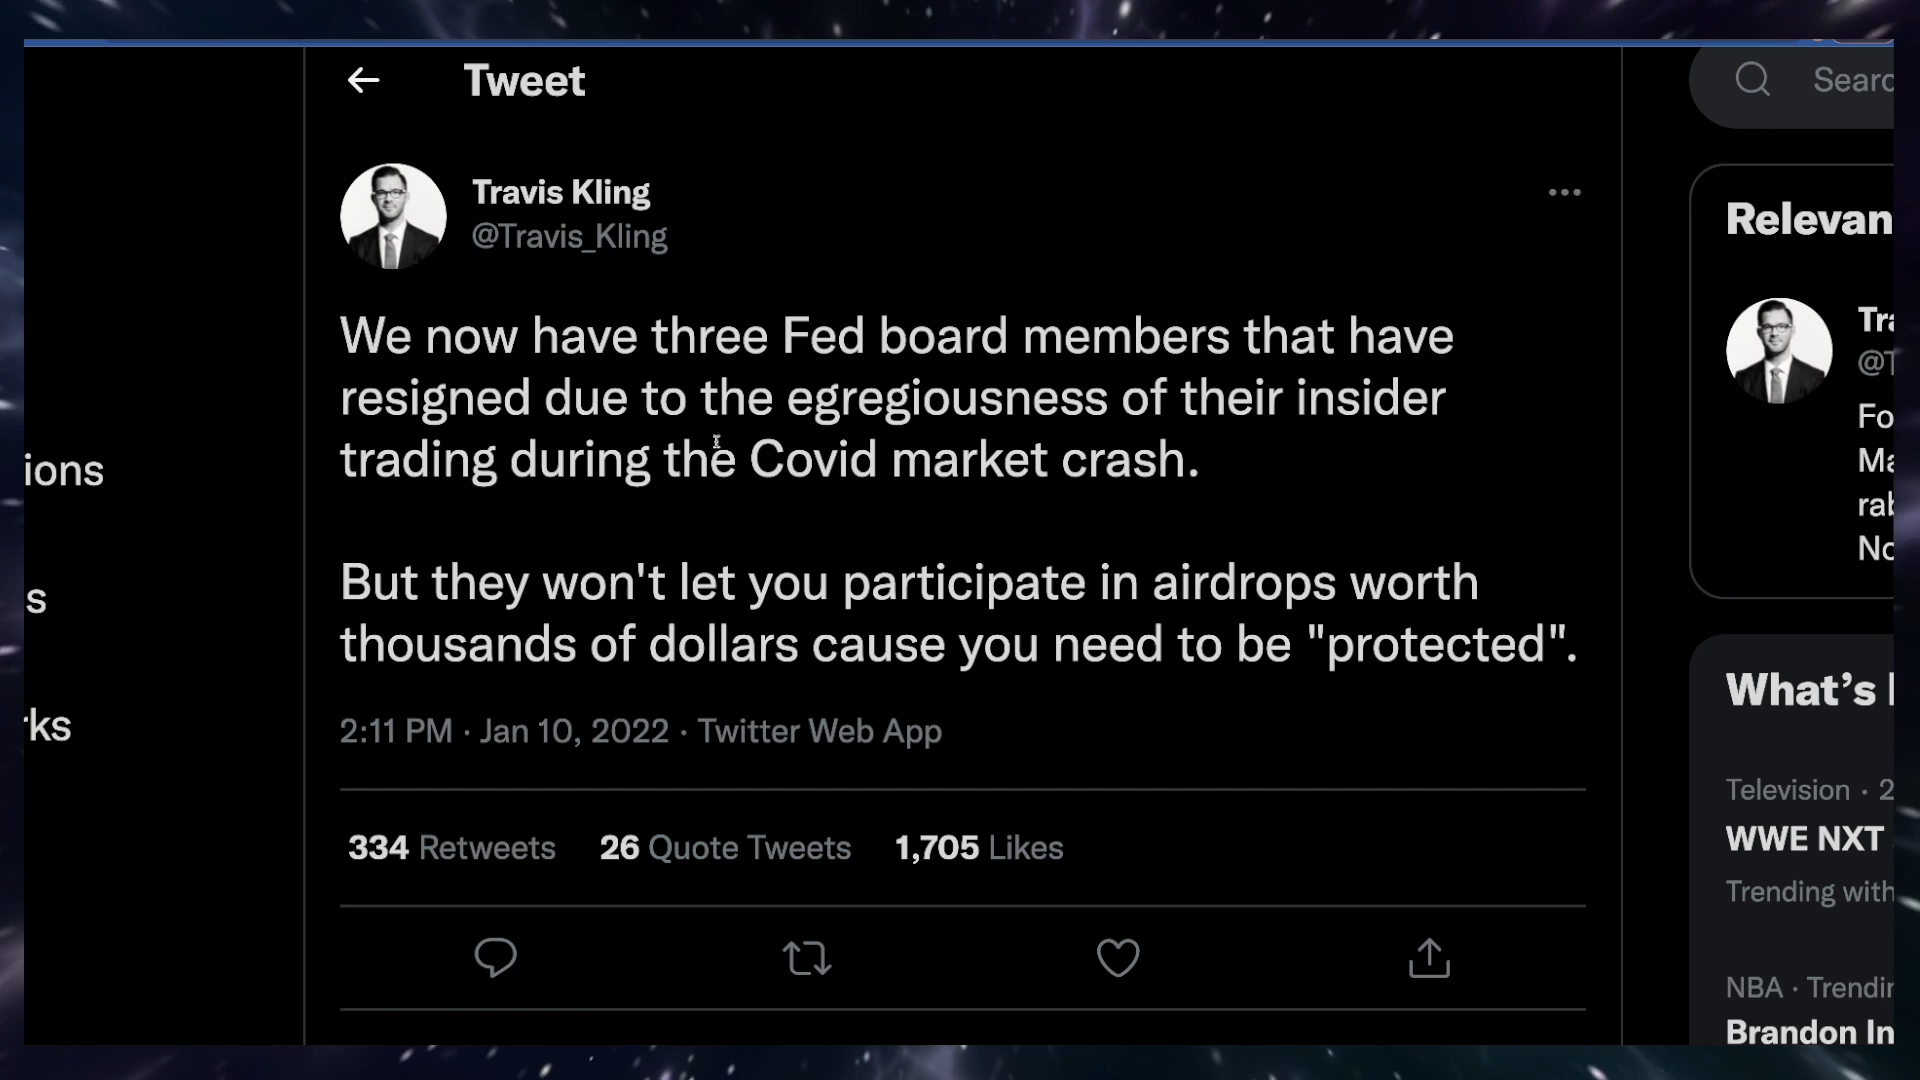 Tweet
Travis Kling
@Travis_Kling
We now have three Fed board members that have
resigned due to the egregiousness of their insider
trading during the Covid market crash.
But they won't let you participate in airdrops worth
thousands of dollars cause you need to be "protected".
2:11 PM · Jan 10, 2022 · Twitter Web App
334 Retweets 26 Quote Tweets 1,705 Likes
ions
s
ks
Searc
Relevan
Tra
@T
Fo
Ma
rab
No
What's
Television · 2
WWE NXT
Trending with
NBA · Trendin
Brandon In